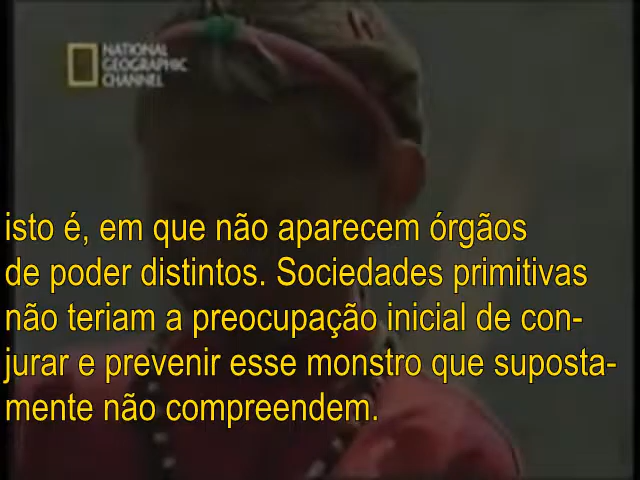 NATIONAL
GEOGRAPHIC
CHANNEL
isto é, em que não aparecem órgãos
de poder distintos. Sociedades primitivas
não teriam a preocupação inicial de con-
jurar e prevenir esse monstro que suposta-
mente não compreendem.